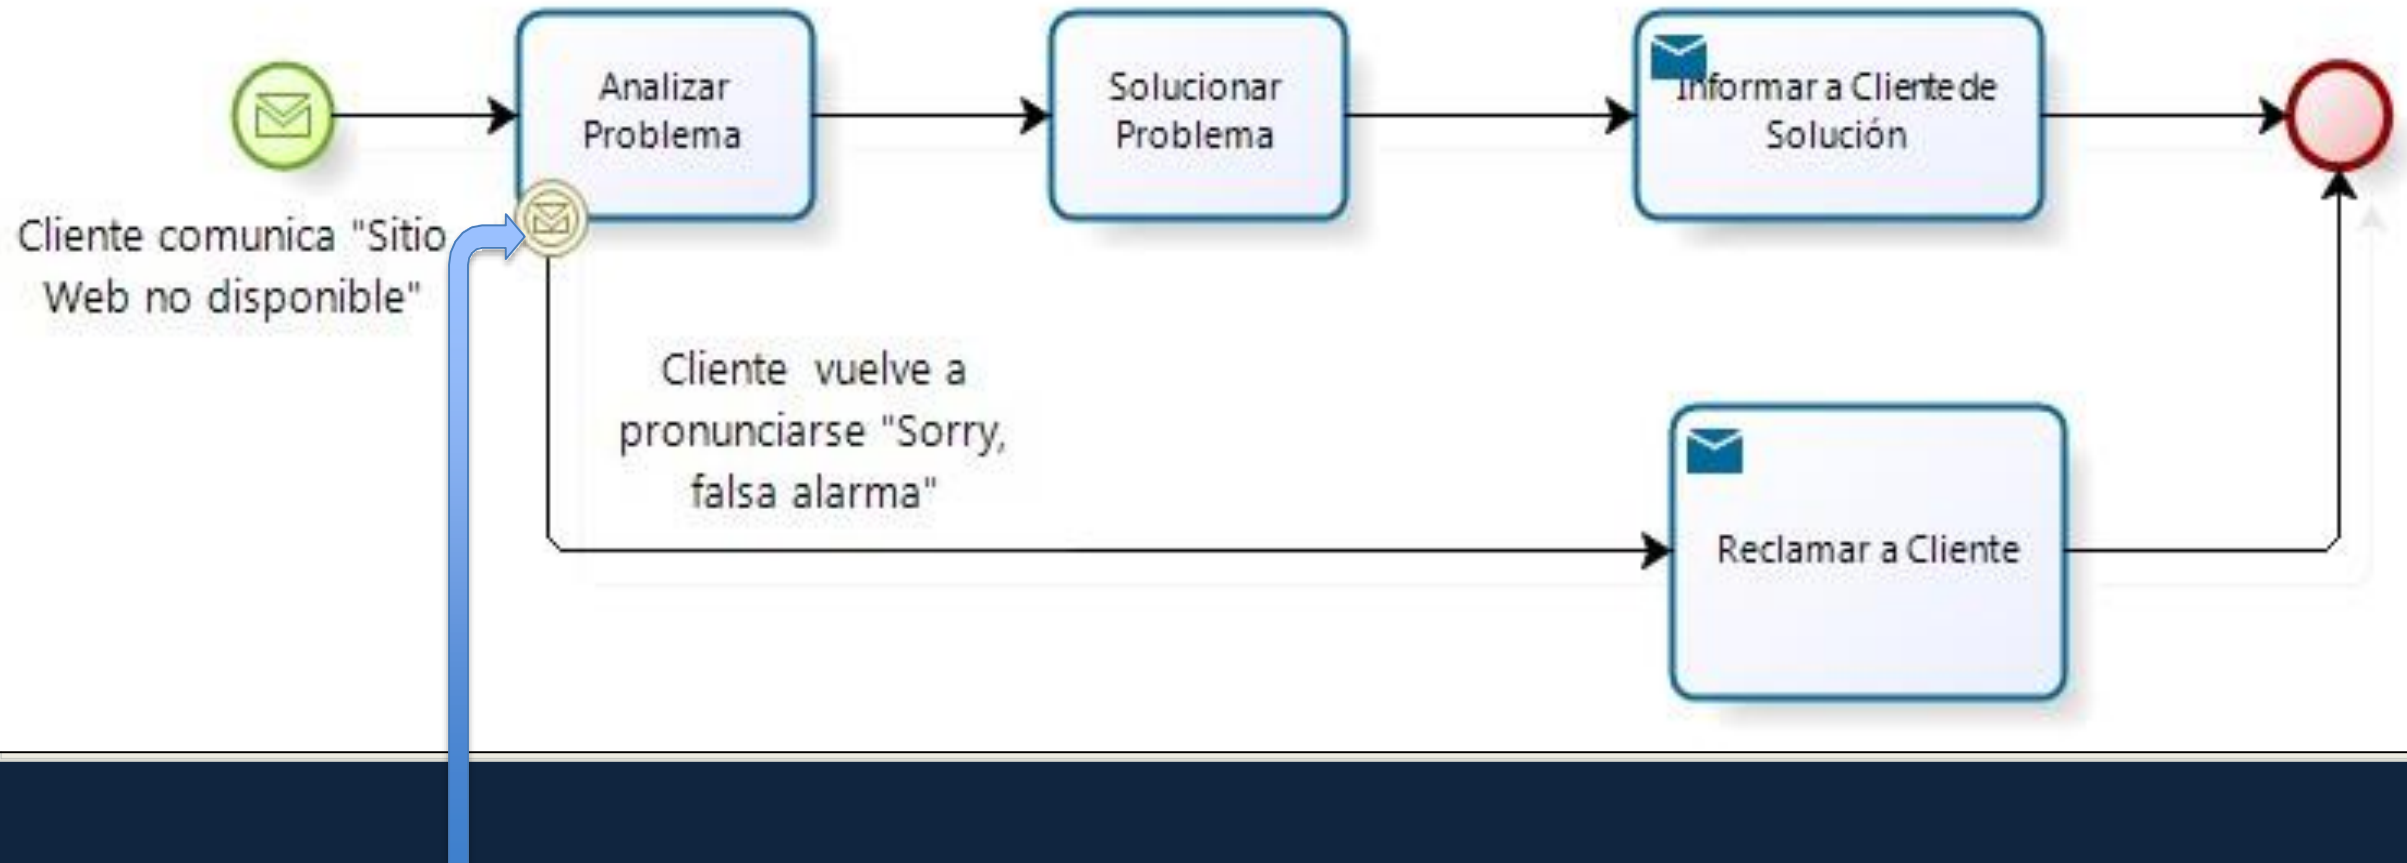 Analizar
Problema
Solucionar
Problema
Informar a Cliente de
Solución
Cliente comunica "Sitio
Web no disponible"
Cliente vuelve a
pronunciarse "Sorry,
falsa alarma"
Reclamar a Cliente